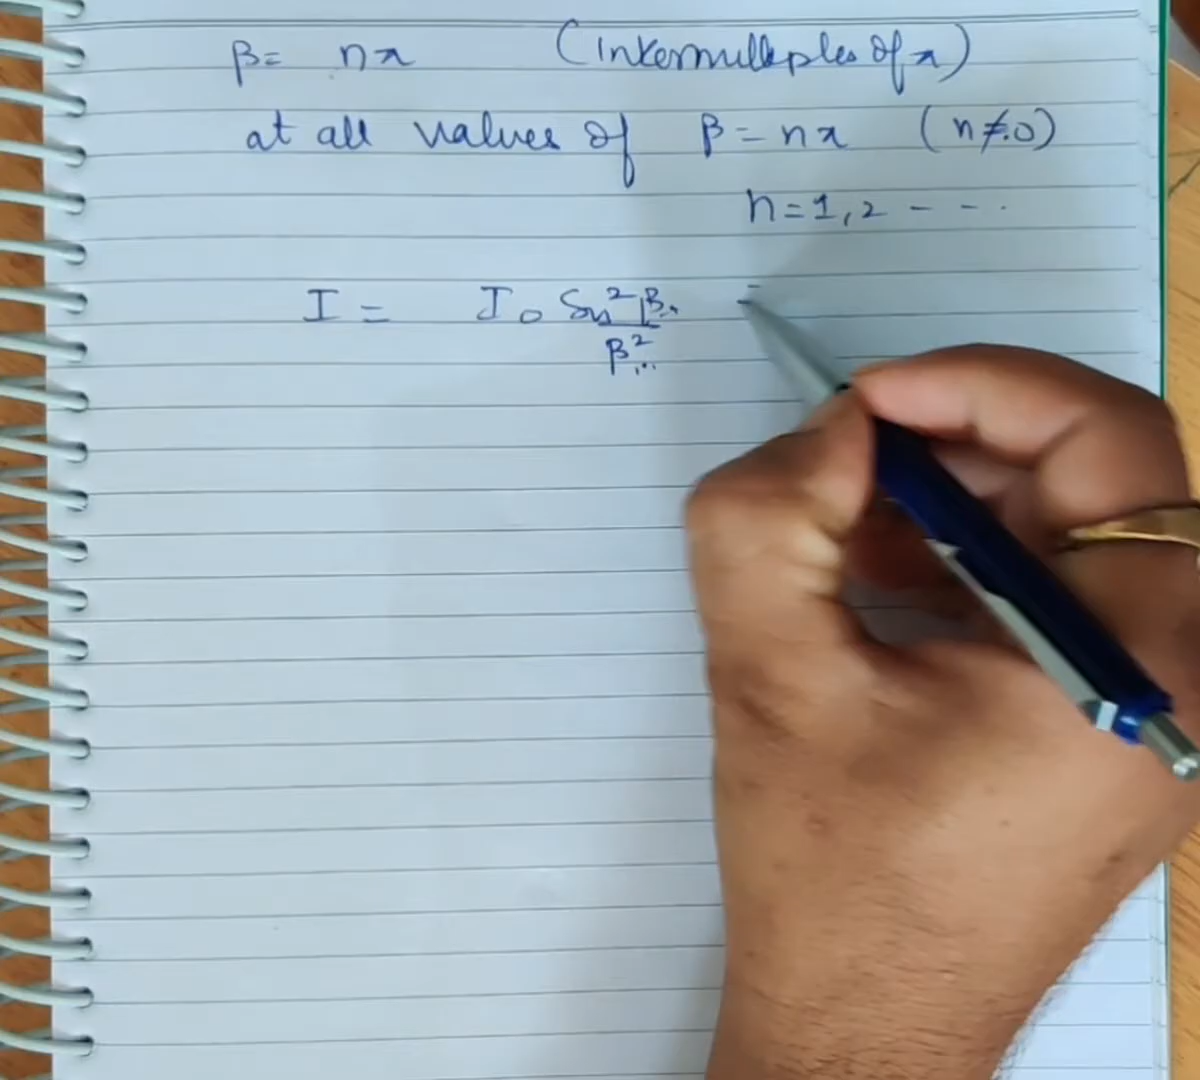 β= nπ (Intermultiples of π)
at all values of β=nπ (n≠0)
n=1,2 - - .
I = I₀ Sin²β =
β²